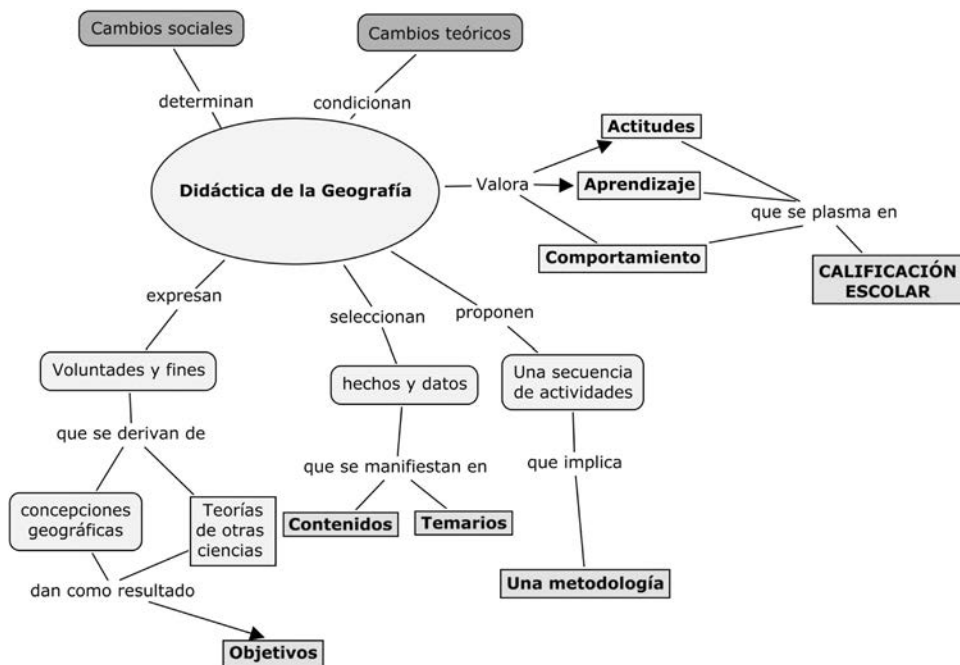 Cambios sociales
Cambios teóricos
determinan
condicionan
Didáctica de la Geografía
Valora
Actitudes
Aprendizaje
Comportamiento
que se plasma en
CALIFICACIÓN
ESCOLAR
expresan
seleccionan
proponen
Voluntades y fines
hechos y datos
Una secuencia
de actividades
que se derivan de
que se manifiestan en
que implica
concepciones
geográficas
Teorías
de otras
ciencias
Contenidos
Temarios
dan como resultado
Una metodología
Objetivos